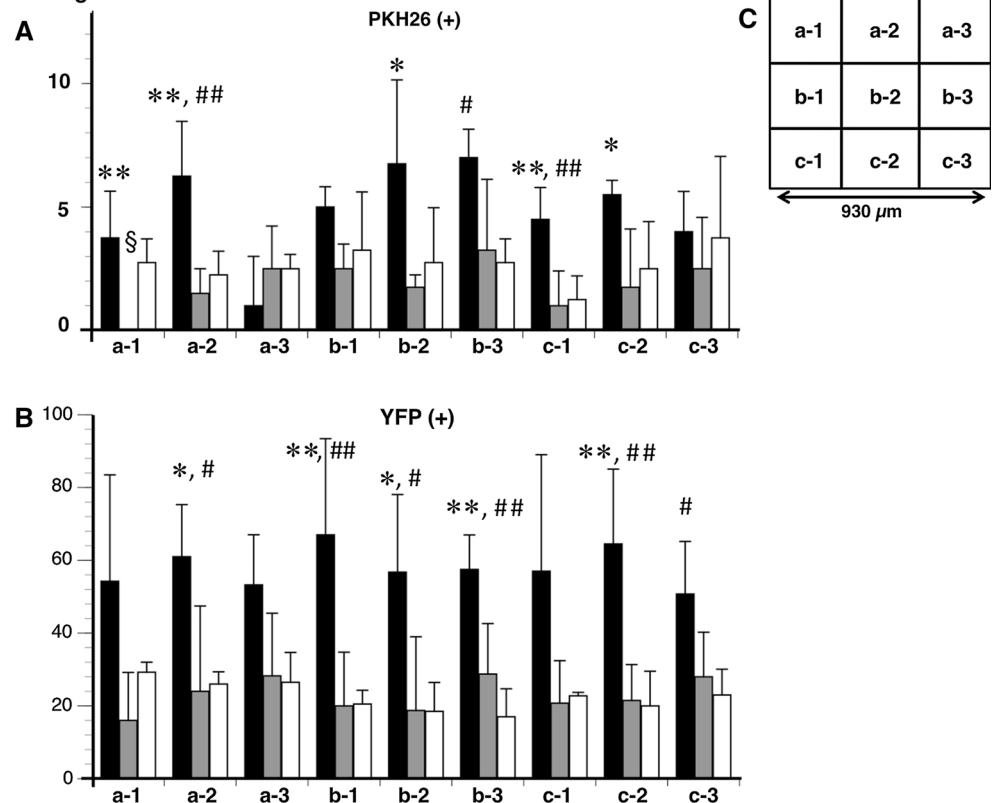 A
PKH26 (+)
10
5
0
**
§
**, ##
*
#
**, ##
*
a-1 a-2 a-3 b-1 b-2 b-3 c-1 c-2 c-3
C
a-1 a-2 a-3
b-1 b-2 b-3
c-1 c-2 c-3
930 µm
B
YFP (+)
100
80
60
40
20
0
*, #
**, ##
*, #
**, ##
**, ##
#
a-1 a-2 a-3 b-1 b-2 b-3 c-1 c-2 c-3